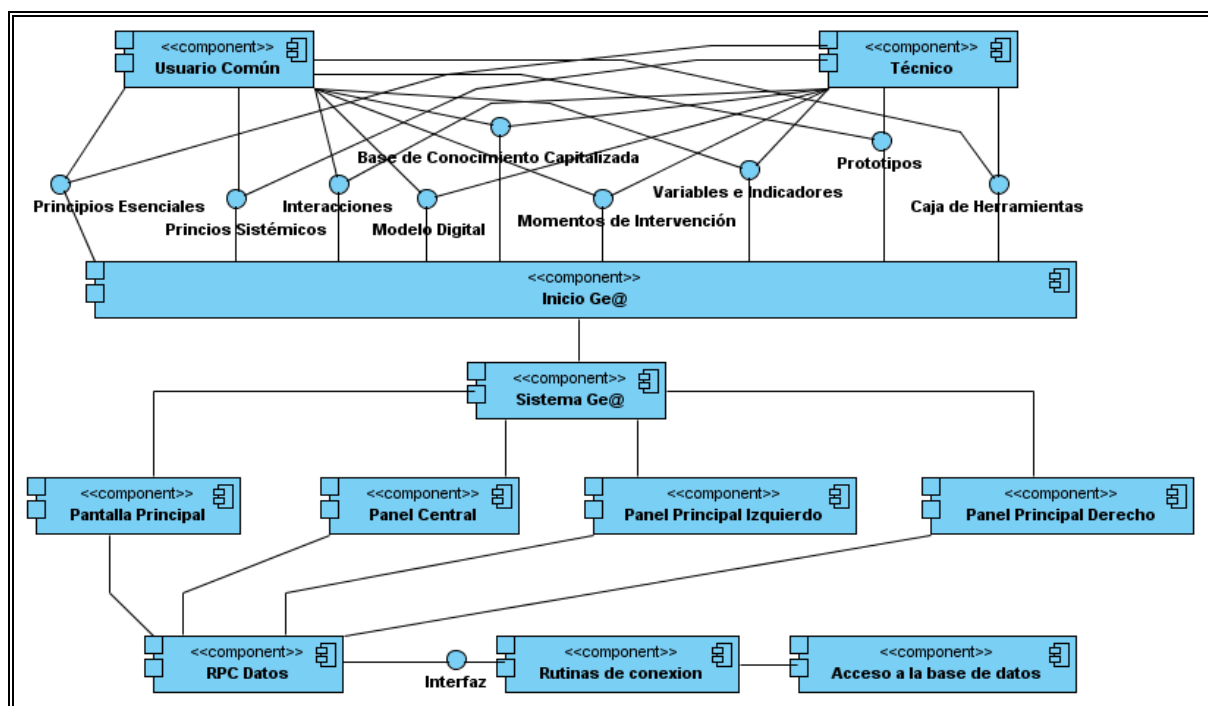 <<component>>
Usuario Común
<<component>>
Técnico
Base de Conocimiento Capitalizada
Prototipos
Variables e Indicadores
Principios Esenciales
Interacciones
Caja de Herramientas
Princios Sistémicos
Modelo Digital
Momentos de Intervención
<<component>>
Inicio Ge@
<<component>>
Sistema Ge@
<<component>>
Pantalla Principal
<<component>>
Panel Central
<<component>>
Panel Principal Izquierdo
<<component>>
Panel Principal Derecho
<<component>>
RPC Datos
Interfaz
<<component>>
Rutinas de conexion
<<component>>
Acceso a la base de datos